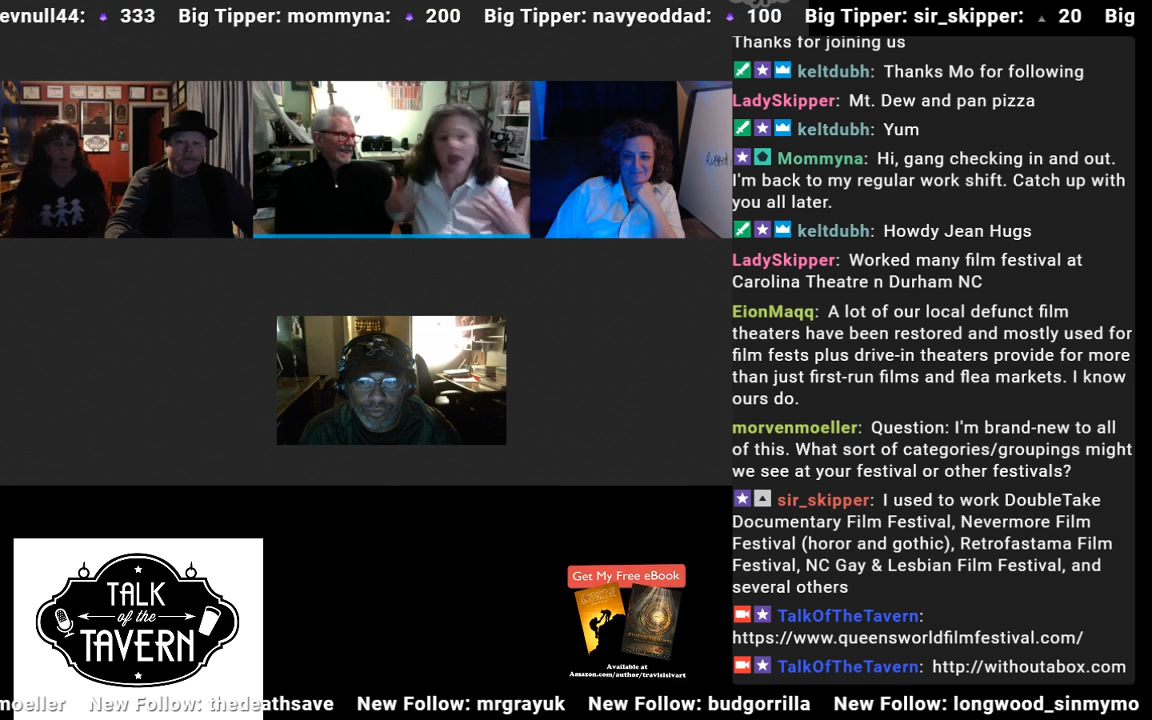 evnull44: 333 Big Tipper: mommyna: 200 Big Tipper: navyeoddad: 100 Big Tipper: sir_skipper: 20 Big
Thanks for joining us
keltdubh: Thanks Mo for following
LadySkipper: Mt. Dew and pan pizza
keltdubh: Yum
Mommyna: Hi, gang checking in and out.
I'm back to my regular work shift. Catch up with
you all later.
keltdubh: Howdy Jean Hugs
LadySkipper: Worked many film festival at
Carolina Theatre n Durham NC
EionMaqq: A lot of our local defunct film
theaters have been restored and mostly used for
film fests plus drive-in theaters provide for more
than just first-run films and flea markets. I know
ours do.
morvenmoeller: Question: I'm brand-new to all
of this. What sort of categories/groupings might
we see at your festival or other festivals?
sir_skipper: I used to work DoubleTake
Documentary Film Festival, Nevermore Film
Festival (horor and gothic), Retrofastama Film
Festival, NC Gay & Lesbian Film Festival, and
several others
TalkOfTheTavern:
https://www.queensworldfilmfestival.com/
TalkOfTheTavern: http://withoutabox.com
TALK
of the
TAVERN
Get My Free eBook
Available at
Amazon.com/author/travisisivart
moeller New Follow: thedeathsave New Follow: mrgrayuk New Follow: budgorrilla New Follow: longwood_sinmymo